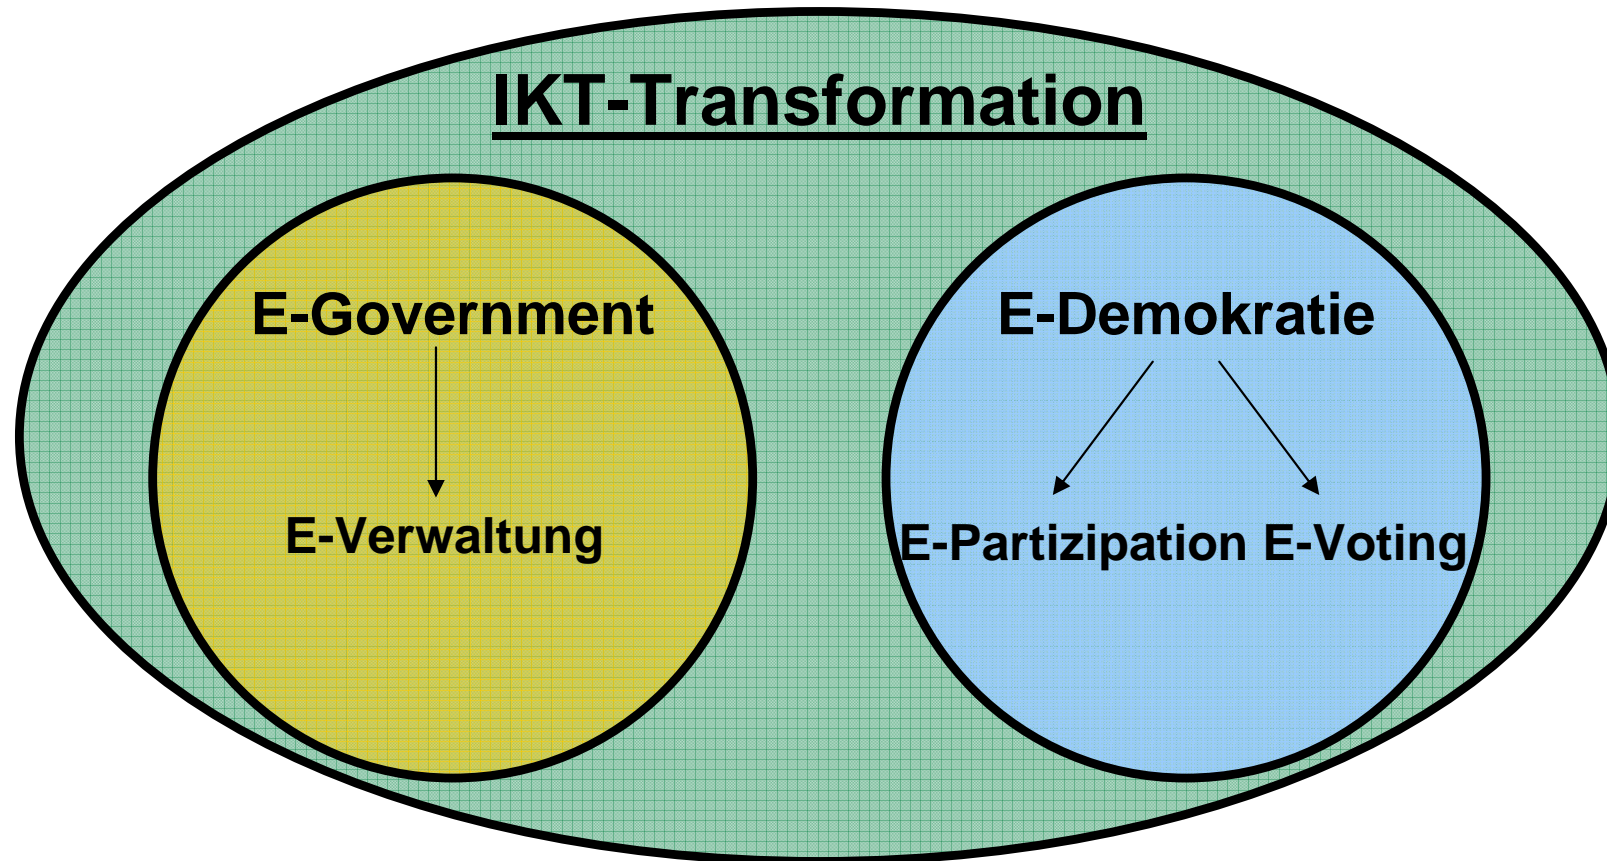 IKT-Transformation
E-Government
E-Demokratie
E-Verwaltung
E-Partizipation E-Voting